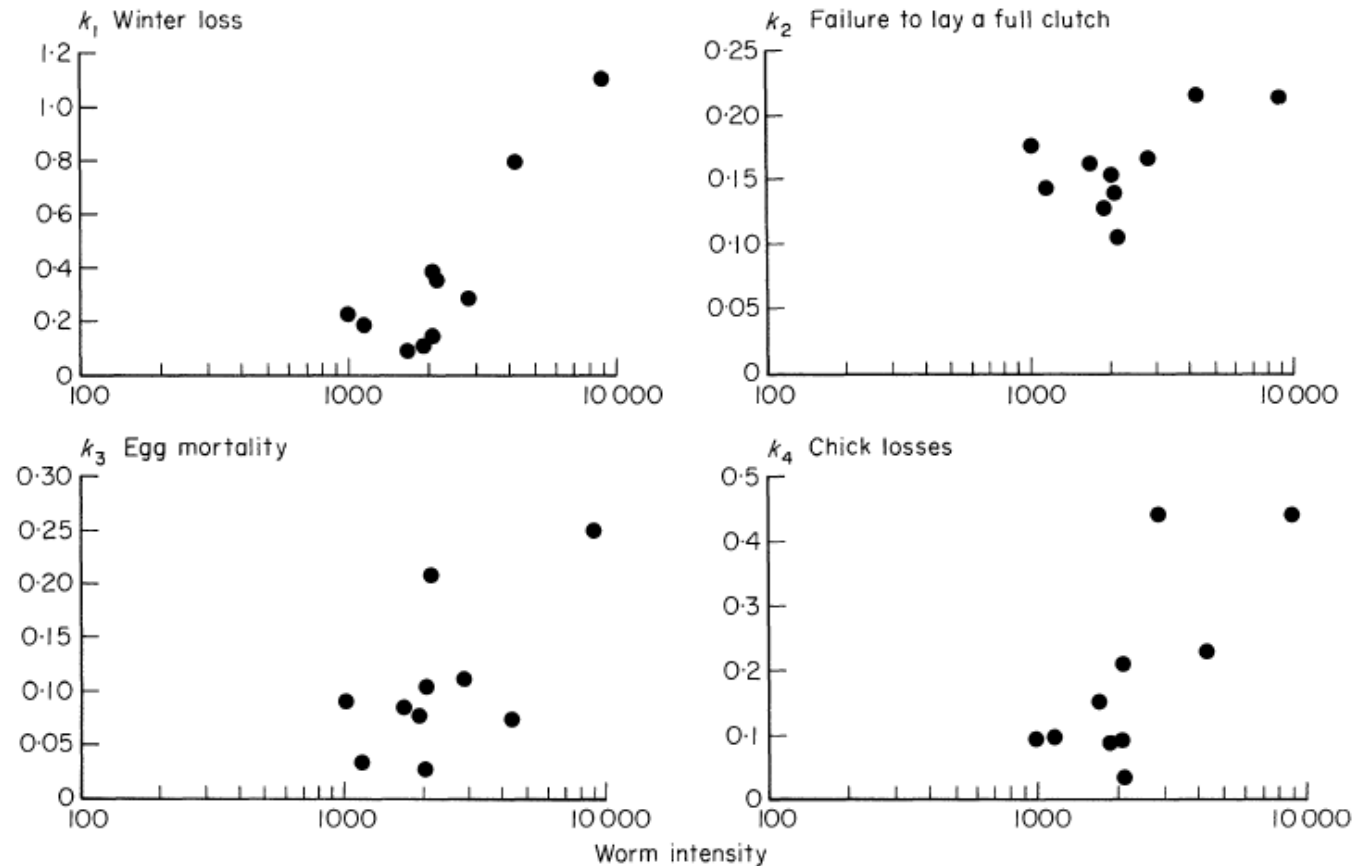 k₁ Winter loss
1·2
1·0
0·8
0·6
0·4
0·2
0
100 1000 10 000
k₂ Failure to lay a full clutch
0·25
0·20
0·15
0·10
0·05
0
100 1000 10 000
k₃ Egg mortality
0·30
0·25
0·20
0·15
0·10
0·05
0
100 1000 10 000
k₄ Chick losses
0·5
0·4
0·3
0·2
0·1
0
100 1000 10 000
Worm intensity